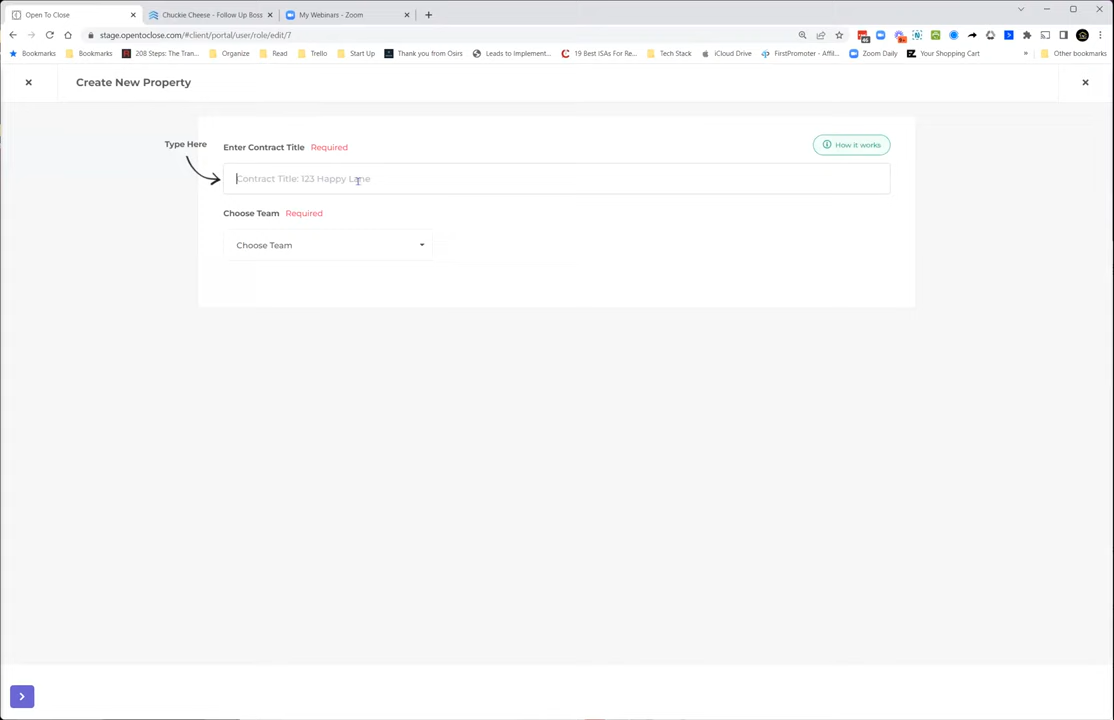 Open To Close
Chuckie Cheese - Follow Up Boss
My Webinars - Zoom
stage.opentoclose.com/#client/portal/user/role/edit/7
Bookmarks
Bookmarks
208 Steps: The Tran...
Organize
Read
Trello
Start Up
Thank you from Osirs
Leads to Implement...
19 Best ISAs For Re...
Tech Stack
iCloud Drive
FirstPromoter - Affil...
Zoom Daily
Your Shopping Cart
»
Other bookmarks
Create New Property
Type Here
Enter Contract Title Required
How it works
Contract Title: 123 Happy Lane
Choose Team Required
Choose Team